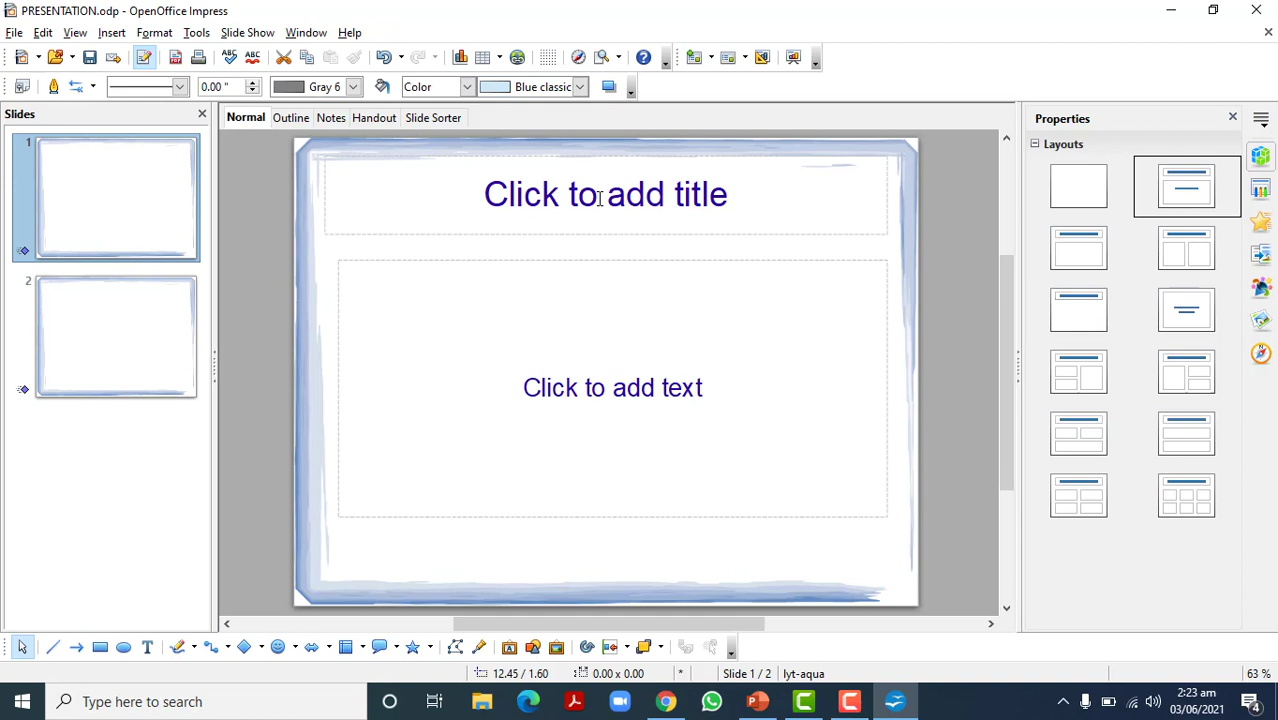 PRESENTATION.odp - OpenOffice Impress
File Edit View Insert Format Tools Slide Show Window Help
0.00 " Gray 6 Color Blue classic
Slides
Normal Outline Notes Handout Slide Sorter
Properties
Layouts
1
2
Click to add title
Click to add text
12.45 / 1.60 0.00 x 0.00 * Slide 1 / 2 lyt-aqua 63 %
Type here to search
2:23 am
03/06/2021
4